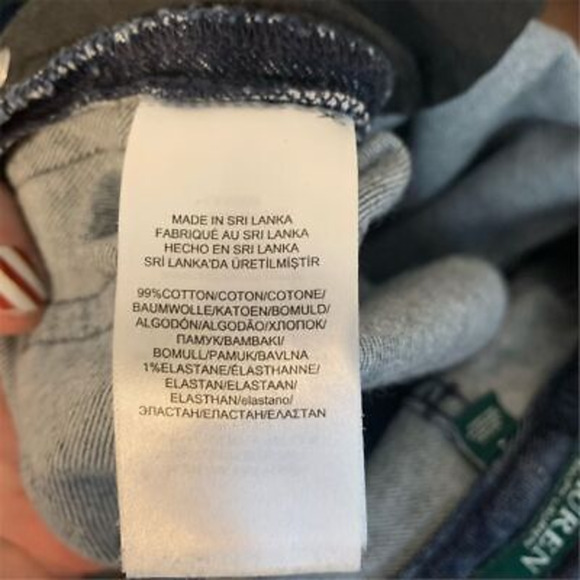 MADE IN SRI LANKA
FABRIQUÉ AU SRI LANKA
HECHO EN SRI LANKA
SRİ LANKA'DA ÜRETİLMİŞTİR
99%COTTON/COTON/COTONE/
BAUMWOLLE/KATOEN/BOMULD/
ALGODÓN/ALGODÃO/ХЛОПОК/
ПАМУК/ΒΑΜΒΑΚΙ/
BOMULL/PAMUK/BAVLNA
1%ELASTANE/ÉLASTHANNE/
ELASTAN/ELASTAAN/
ELASTHAN/elastano/
ЭЛАСТАН/ЕЛАСТАН/ΕΛΑΣΤΑΝ
UREN